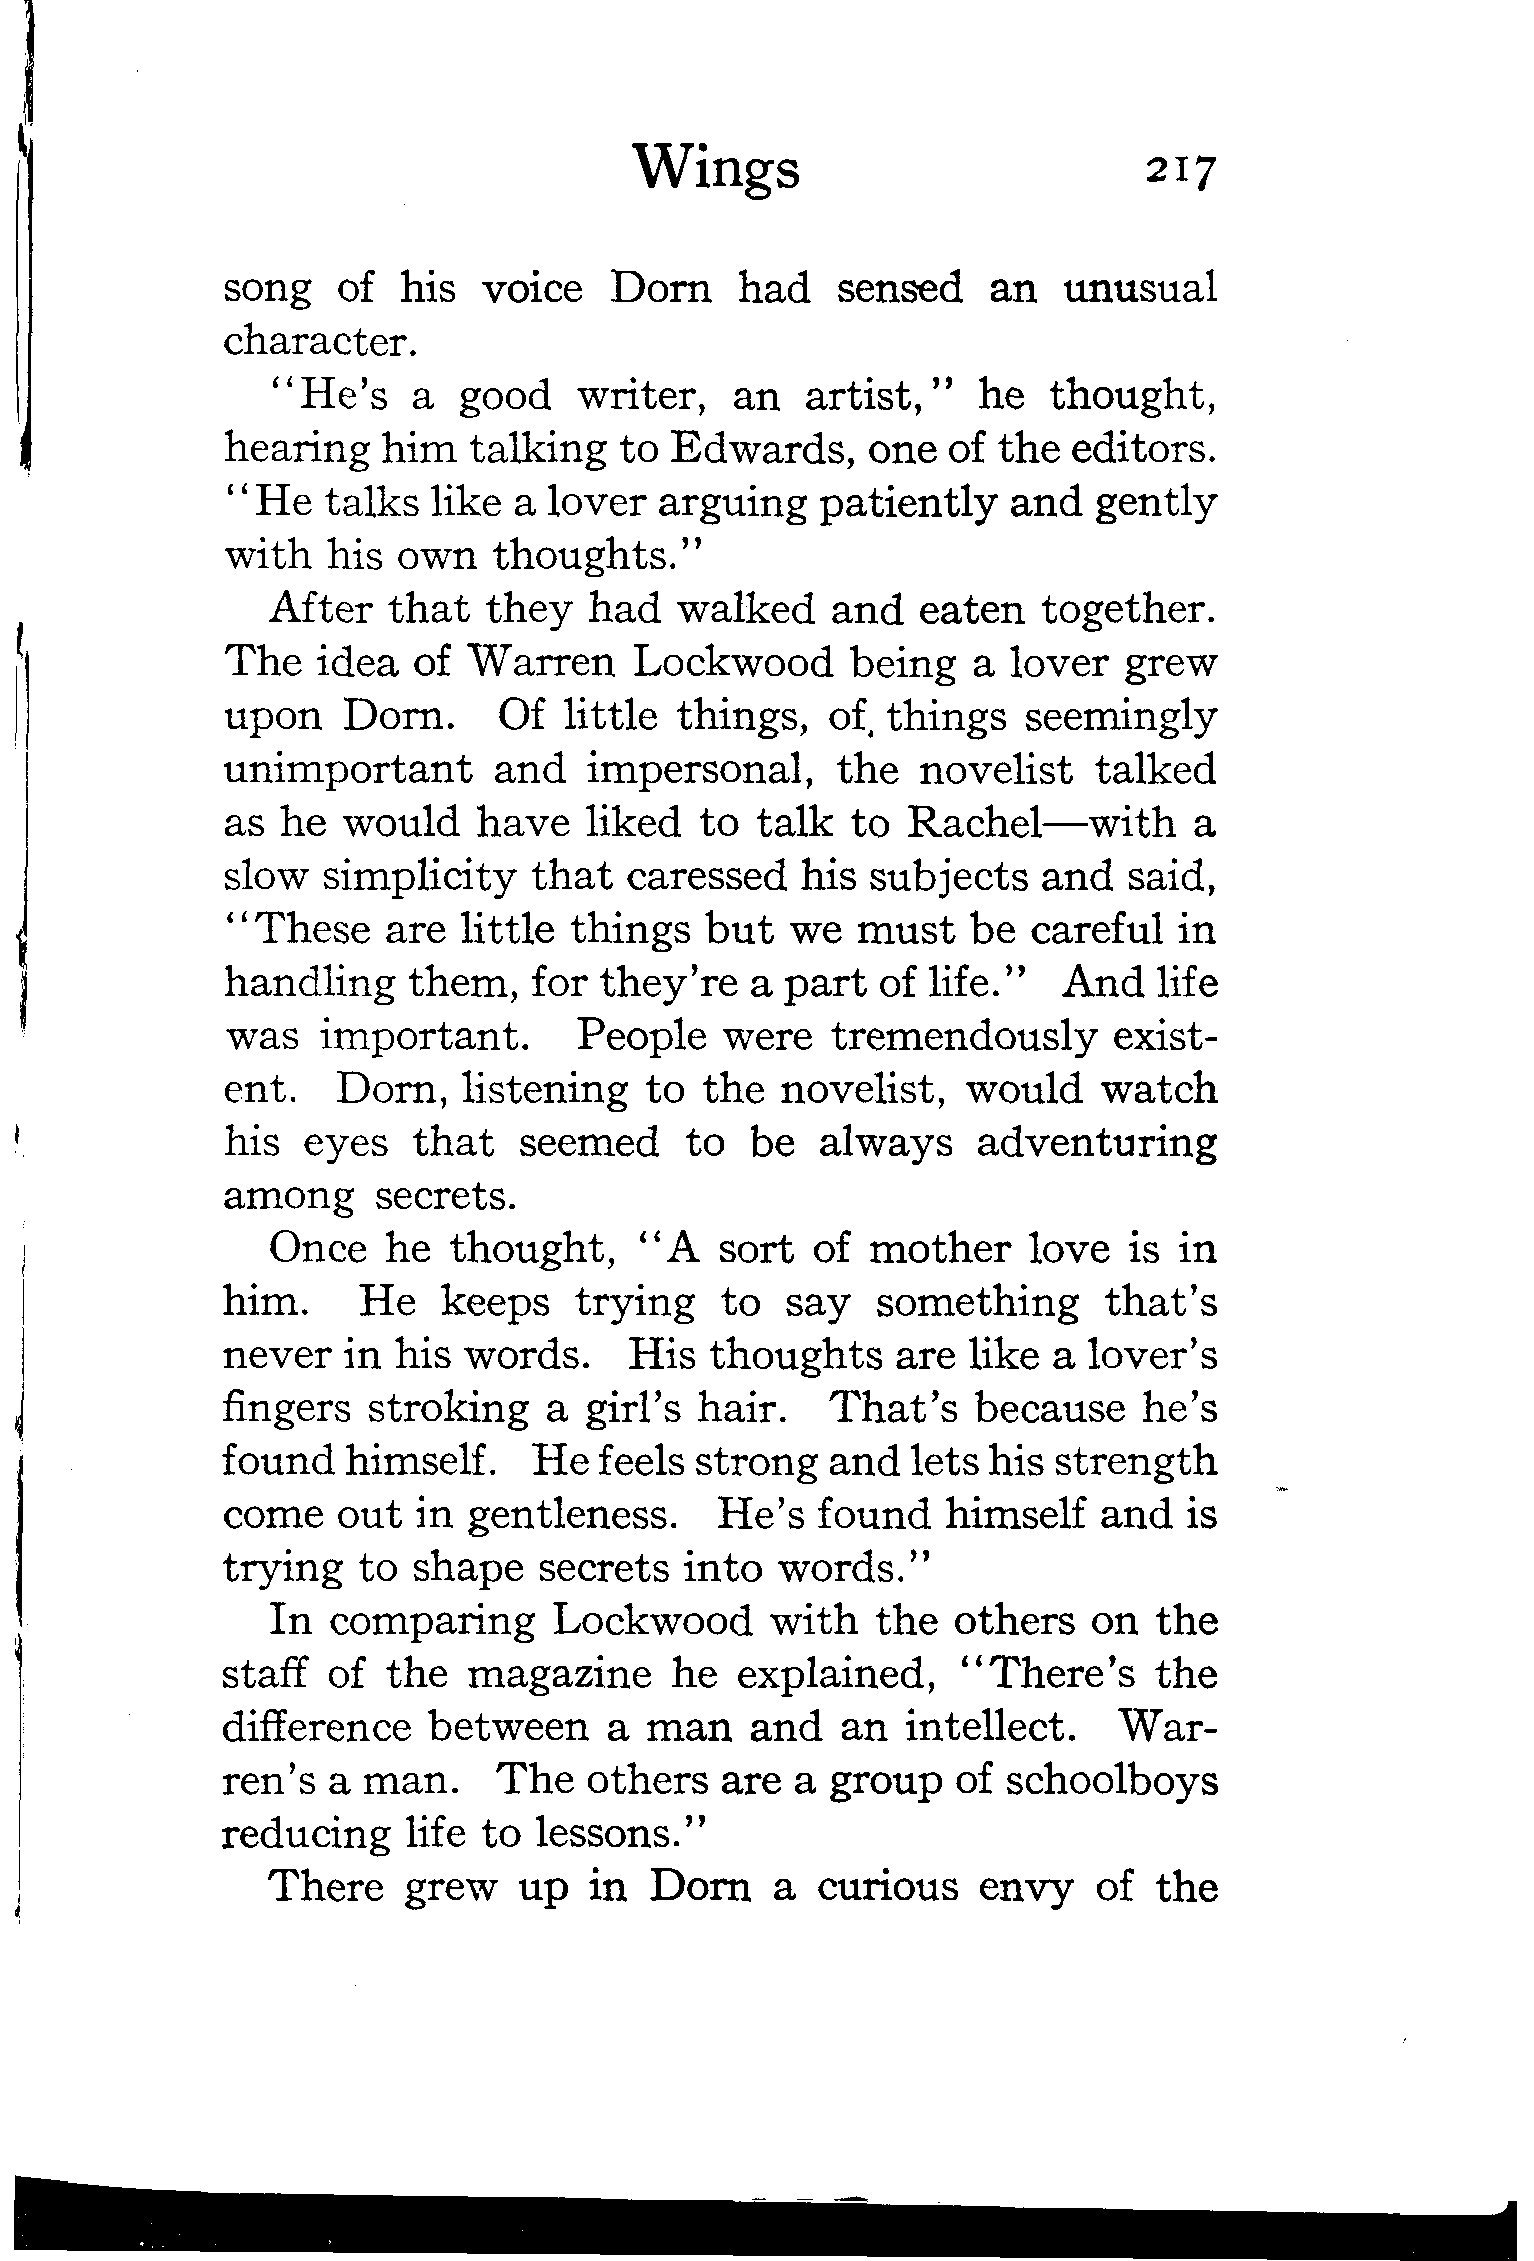 Wings 217
song of his voice Dorn had sensed an unusual
character.
"He's a good writer, an artist," he thought,
hearing him talking to Edwards, one of the editors.
"He talks like a lover arguing patiently and gently
with his own thoughts."
After that they had walked and eaten together.
The idea of Warren Lockwood being a lover grew
upon Dorn. Of little things, of things seemingly
unimportant and impersonal, the novelist talked
as he would have liked to talk to Rachel—with a
slow simplicity that caressed his subjects and said,
"These are little things but we must be careful in
handling them, for they're a part of life." And life
was important. People were tremendously exist-
ent. Dorn, listening to the novelist, would watch
his eyes that seemed to be always adventuring
among secrets.
Once he thought, "A sort of mother love is in
him. He keeps trying to say something that's
never in his words. His thoughts are like a lover's
fingers stroking a girl's hair. That's because he's
found himself. He feels strong and lets his strength
come out in gentleness. He's found himself and is
trying to shape secrets into words."
In comparing Lockwood with the others on the
staff of the magazine he explained, "There's the
difference between a man and an intellect. War-
ren's a man. The others are a group of schoolboys
reducing life to lessons."
There grew up in Dorn a curious envy of the